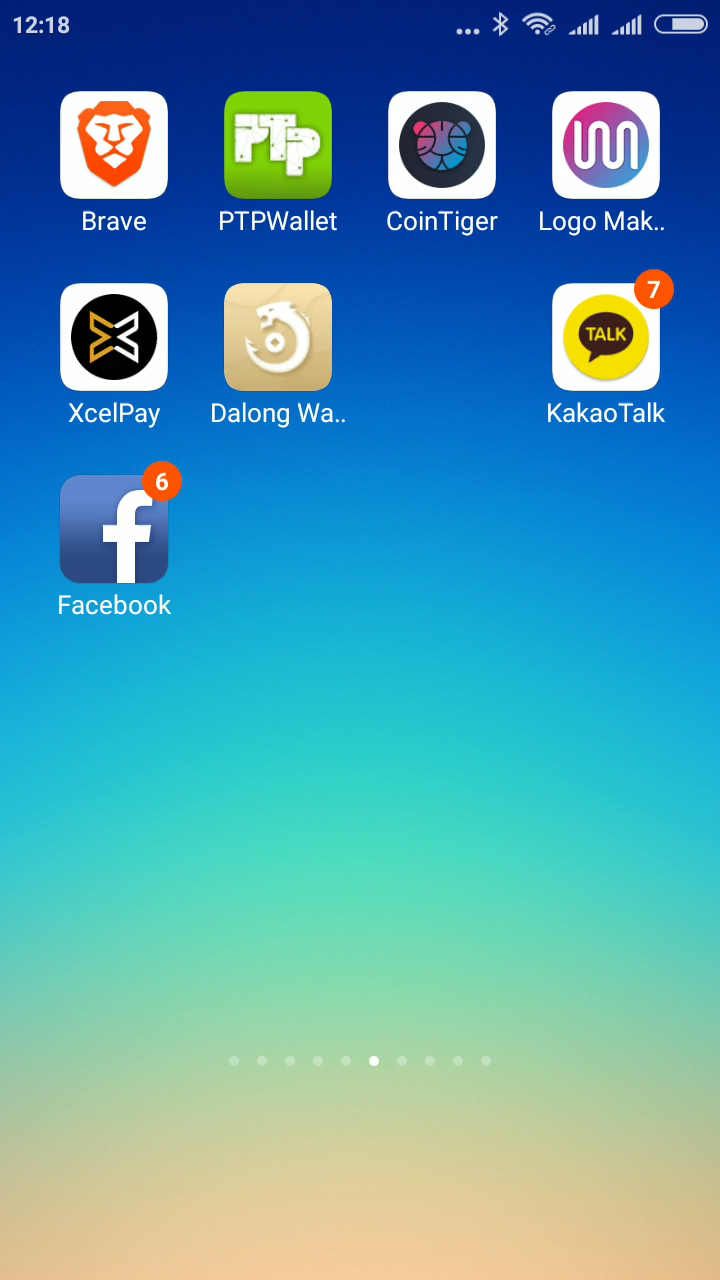 12:18
PTP
Brave
PTPWallet
CoinTiger
Logo Mak..
7
TALK
XcelPay
Dalong Wa..
KakaoTalk
6
f
Facebook